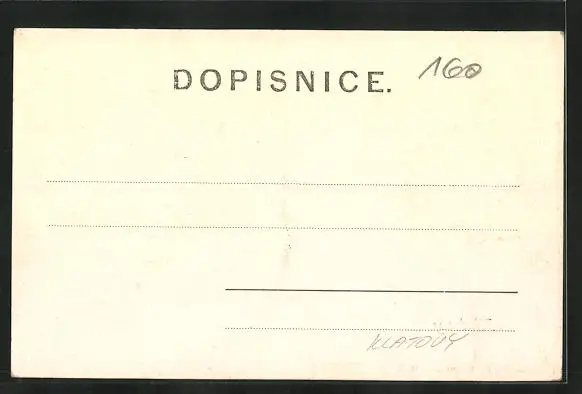 DOPISNICE.
160
KLATOVY